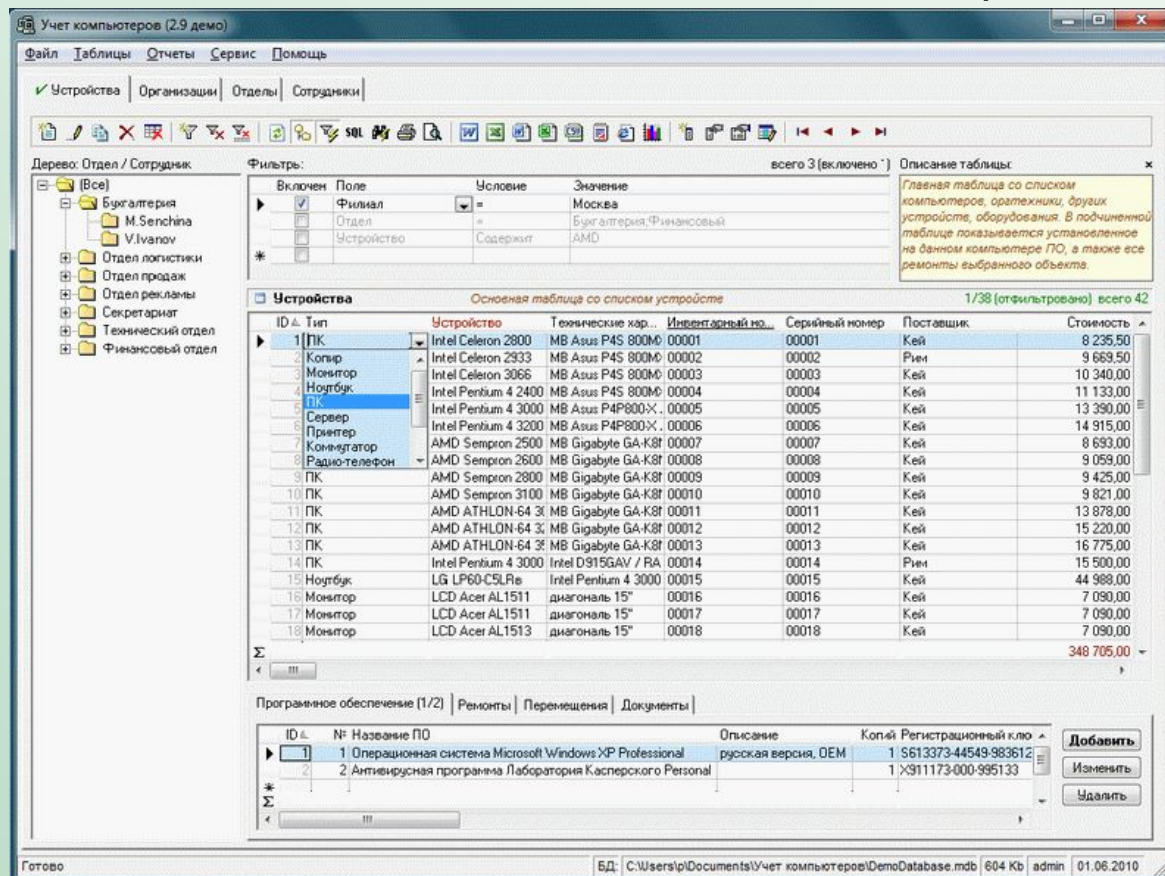 Учет компьютеров (2.9 демо)
Файл Таблицы Отчеты Сервис Помощь
Устройства Организации Отделы Сотрудники
SQL
Дерево: Отдел / Сотрудник
(Все)
Бухгалтерия
M.Senchina
V.Ivanov
Отдел логистики
Отдел продаж
Отдел рекламы
Секретариат
Технический отдел
Финансовый отдел
Фильтры: всего 3 (включено 1)
Включен Поле Условие Значение
Филиал = Москва
Отдел = Бухгалтерия;Финансовый
Устройство Содержит AMD
Описание таблицы:
Главная таблица со списком
компьютеров, оргтехники, других
устройств, оборудования. В подчиненной
таблице показывается установленное
на данном компьютере ПО, а также все
ремонты выбранного объекта.
Устройства Основная таблица со списком устройств 1/38 (отфильтровано) всего 42
ID Тип Устройство Технические хар... Инвентарный но... Серийный номер Поставщик Стоимость
1 ПК Intel Celeron 2800 MB Asus P4S 800M 00001 00001 Кей 8 235,50
2 Копир Intel Celeron 2933 MB Asus P4S 800M 00002 00002 Рим 9 669,50
3 Монитор Intel Celeron 3066 MB Asus P4S 800M 00003 00003 Кей 10 340,00
4 Ноутбук Intel Pentium 4 2400 MB Asus P4S 800M 00004 00004 Кей 11 133,00
5 ПК Intel Pentium 4 3000 MB Asus P4P800-X . 00005 00005 Кей 13 390,00
6 Сервер Intel Pentium 4 3200 MB Asus P4P800-X . 00006 00006 Кей 14 915,00
Принтер
7 Коммутатор AMD Sempron 2500 MB Gigabyte GA-K8 00007 00007 Кей 8 693,00
8 Радио-телефон AMD Sempron 2600 MB Gigabyte GA-K8 00008 00008 Кей 9 059,00
9 ПК AMD Sempron 2800 MB Gigabyte GA-K8 00009 00009 Кей 9 425,00
10 ПК AMD Sempron 3100 MB Gigabyte GA-K8 00010 00010 Кей 9 821,00
11 ПК AMD ATHLON-64 3 MB Gigabyte GA-K8 00011 00011 Кей 13 878,00
12 ПК AMD ATHLON-64 3 MB Gigabyte GA-K8 00012 00012 Кей 15 220,00
13 ПК AMD ATHLON-64 3 MB Gigabyte GA-K8 00013 00013 Кей 16 775,00
14 ПК Intel Pentium 4 3000 Intel D915GAV / RA 00014 00014 Рим 15 500,00
15 Ноутбук LG LP60-C5LRв Intel Pentium 4 3000 00015 00015 Кей 44 988,00
16 Монитор LCD Acer AL1511 диагональ 15" 00016 00016 Кей 7 090,00
17 Монитор LCD Acer AL1511 диагональ 15" 00017 00017 Кей 7 090,00
18 Монитор LCD Acer AL1513 диагональ 15" 00018 00018 Кей 7 090,00
Σ 348 705,00
Программное обеспечение (1/2) Ремонты Перемещения Документы
ID № Название ПО Описание Копий Регистрационный клю
1 1 Операционная система Microsoft Windows XP Professional русская версия, OEM 1 S613373-44549-983612
2 2 Антивирусная программа Лаборатория Касперского Personal 1 X911173-000-995133
Σ
Добавить
Изменить
Удалить
Готово БД: C:\Users\p\Documents\Учет компьютеров\DemoDatabase.mdb 604 Kb admin 01.06.2010